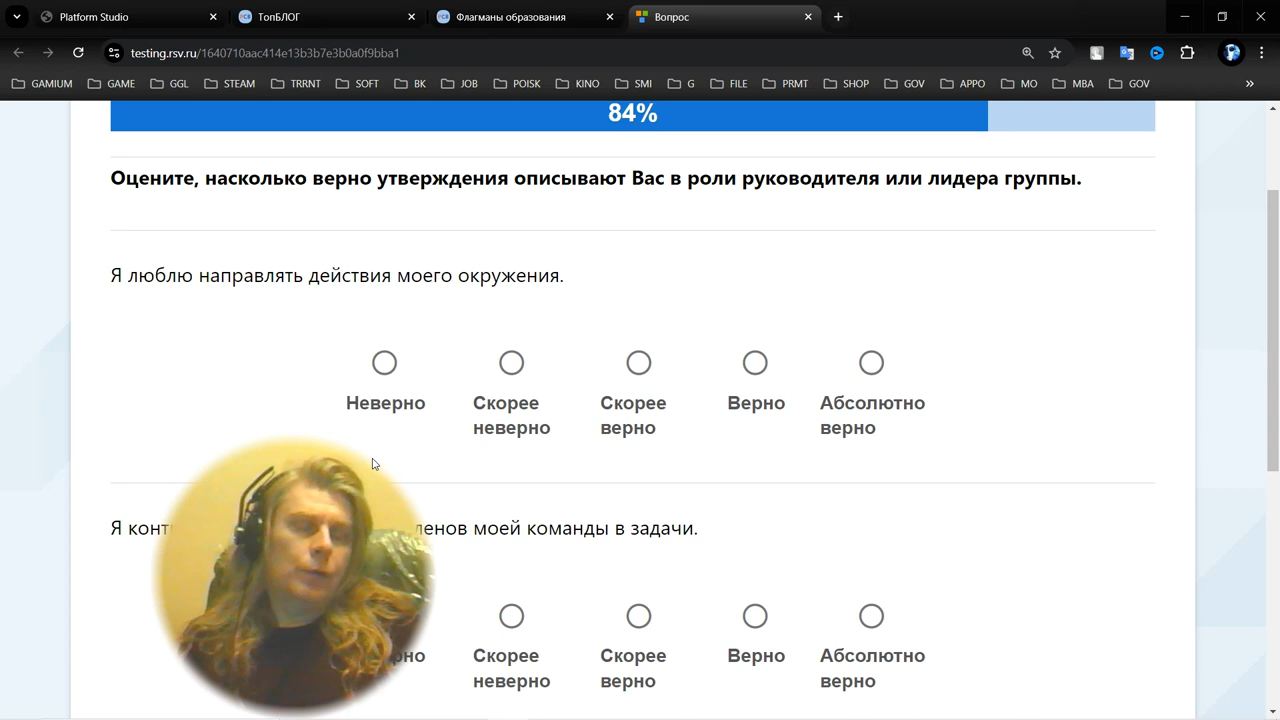 Platform Studio
ТопБЛОГ
Флагманы образования
Вопрос
testing.rsv.ru/1640710aac414e13b3b7e3b0a0f9bba1
GAMIUM GAME GGL STEAM TRRNT SOFT BK JOB POISK KINO SMI G FILE PRMT SHOP GOV APPO MO MBA GOV
84%
Оцените, насколько верно утверждения описывают Вас в роли руководителя или лидера группы.
Я люблю направлять действия моего окружения.
Неверно
Скорее неверно
Скорее верно
Верно
Абсолютно верно
Я моей команды в задачи.
Скорее неверно
Скорее верно
Верно
Абсолютно верно